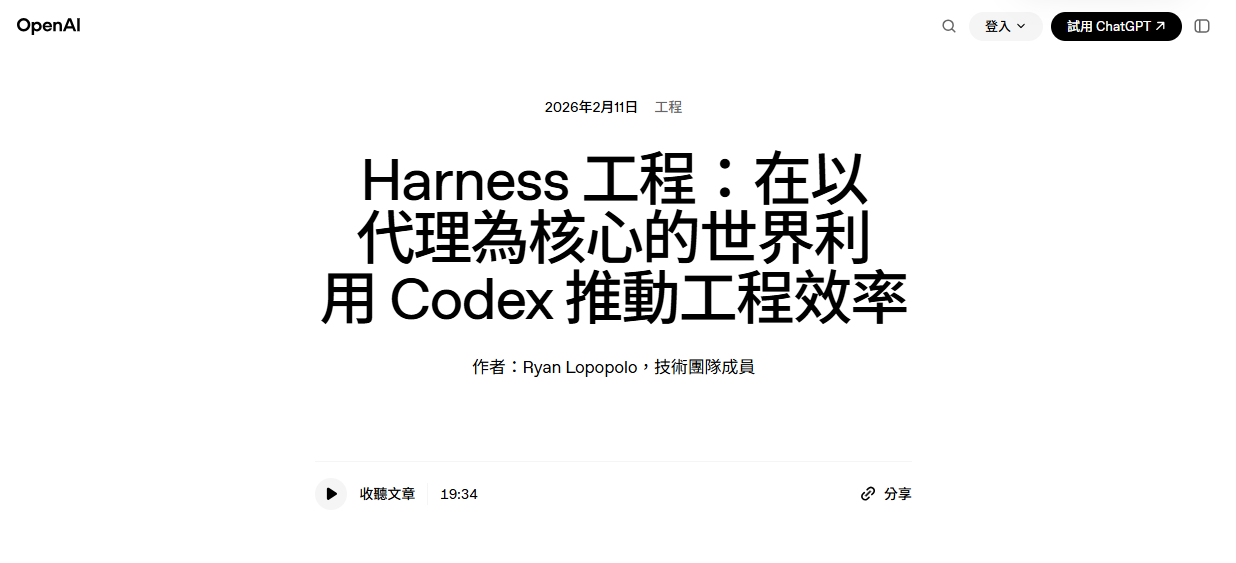 OpenAI
登入
試用 ChatGPT ↗
2026年2月11日 工程
Harness 工程：在以
代理為核心的世界利
用 Codex 推動工程效率
作者：Ryan Lopopolo，技術團隊成員
收聽文章 19:34
分享